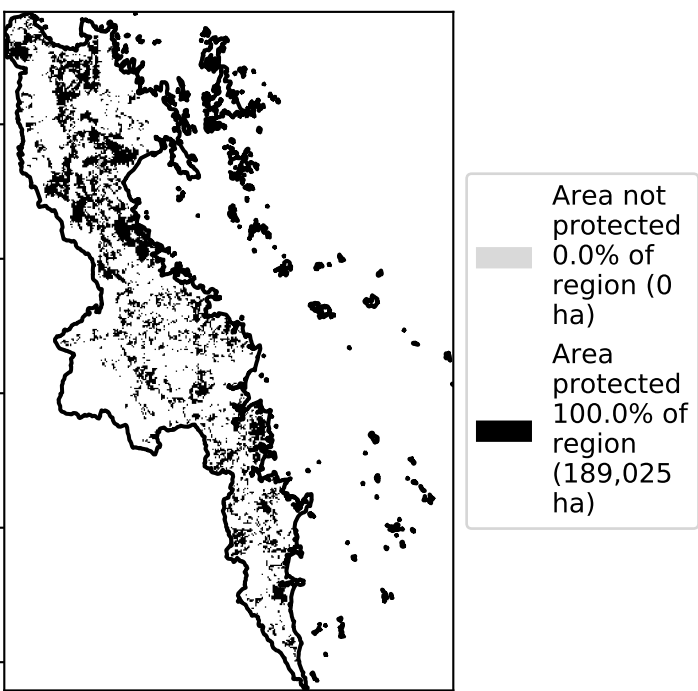 Area not
protected
0.0% of
region (0
ha)
Area
protected
100.0% of
region
(189,025
ha)